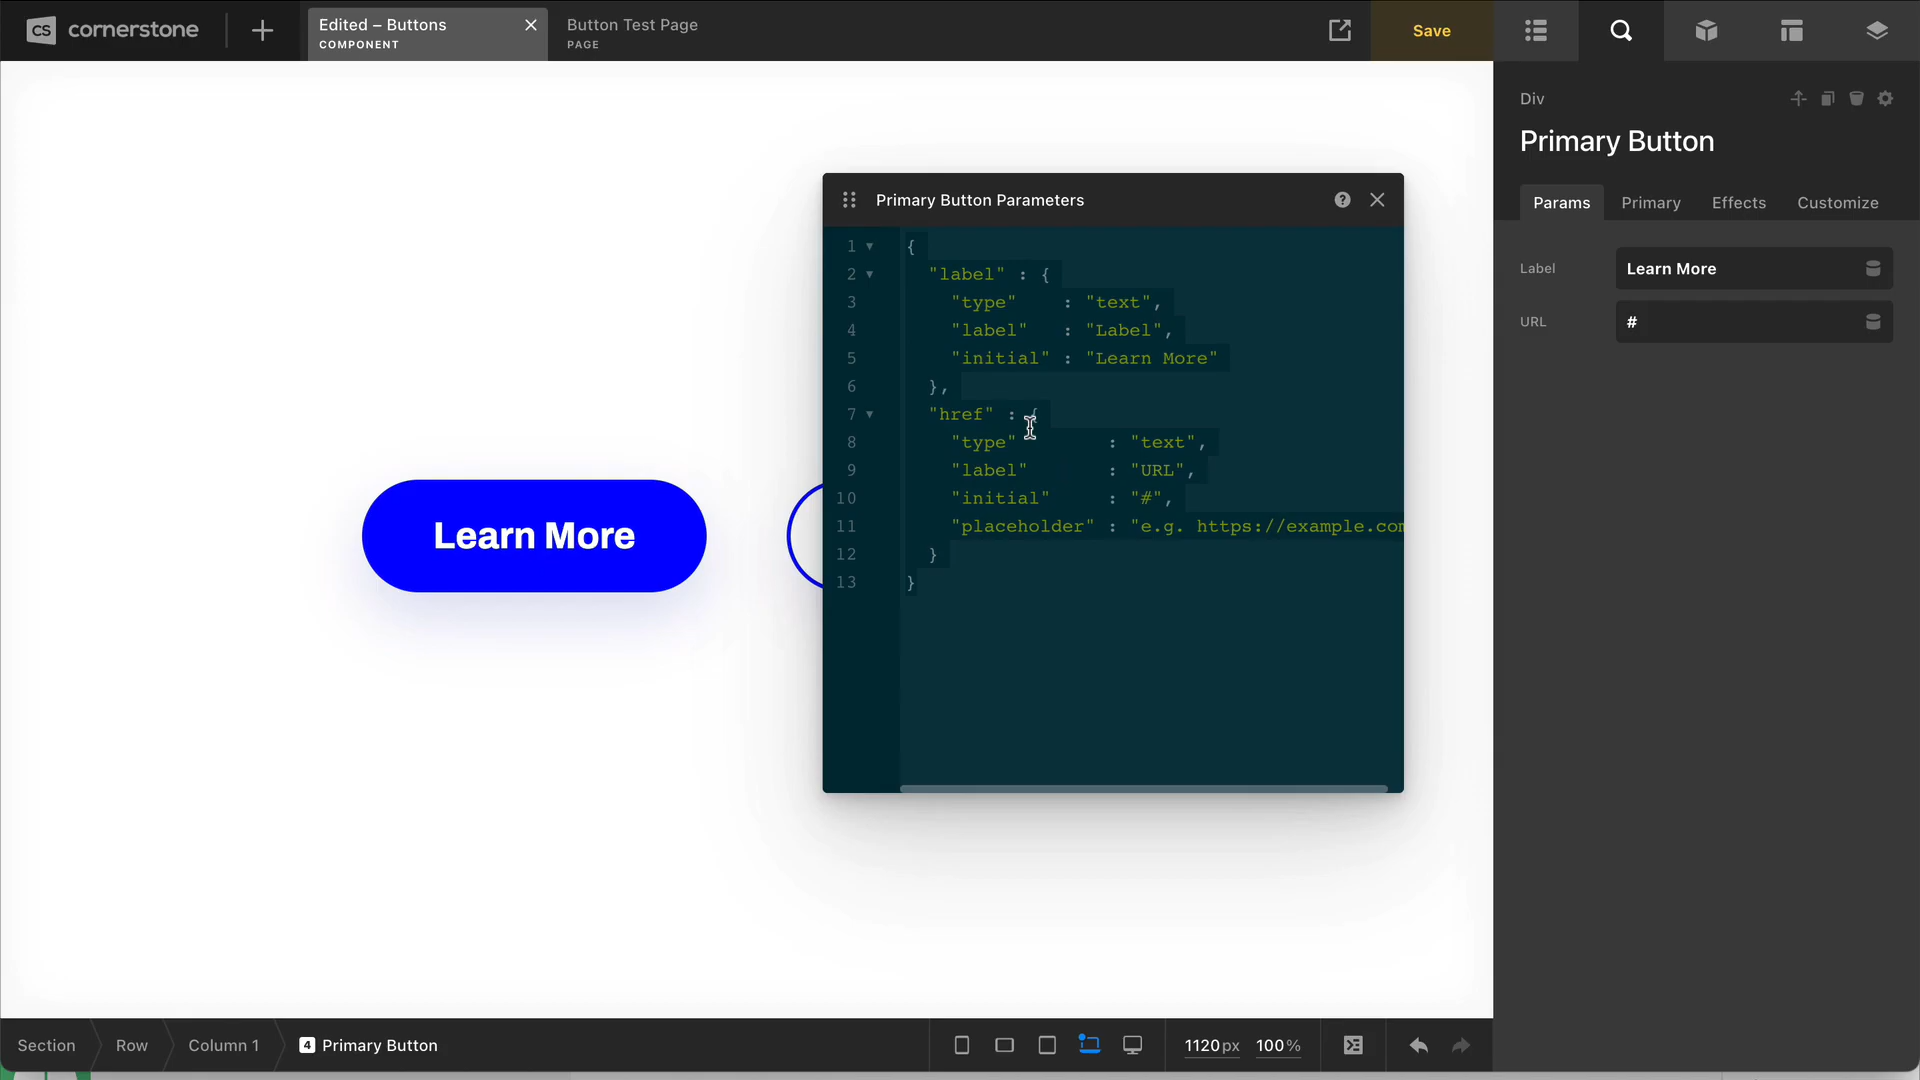 cornerstone
Edited – Buttons
COMPONENT
Button Test Page
PAGE
Save
Div
Primary Button
Params Primary Effects Customize
Label Learn More
URL #
Primary Button Parameters
1 {
2 "label" : {
3 "type" : "text",
4 "label" : "Label",
5 "initial" : "Learn More"
6 },
7 "href" : {
8 "type" : "text",
9 "label" : "URL",
10 "initial" : "#",
11 "placeholder" : "e.g. https://example.com
12 }
13 }
Learn More
Section Row Column 1 4 Primary Button
1120px 100%